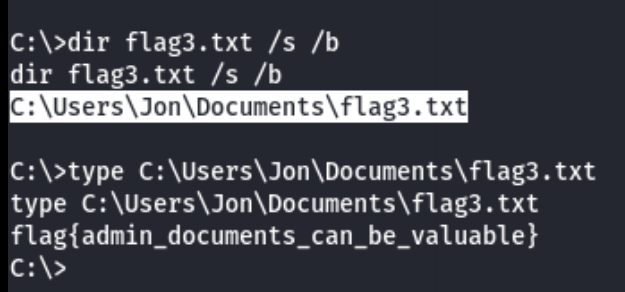 C:\>dir flag3.txt /s /b
dir flag3.txt /s /b
C:\Users\Jon\Documents\flag3.txt
C:\>type C:\Users\Jon\Documents\flag3.txt
type C:\Users\Jon\Documents\flag3.txt
flag{admin_documents_can_be_valuable}
C:\>